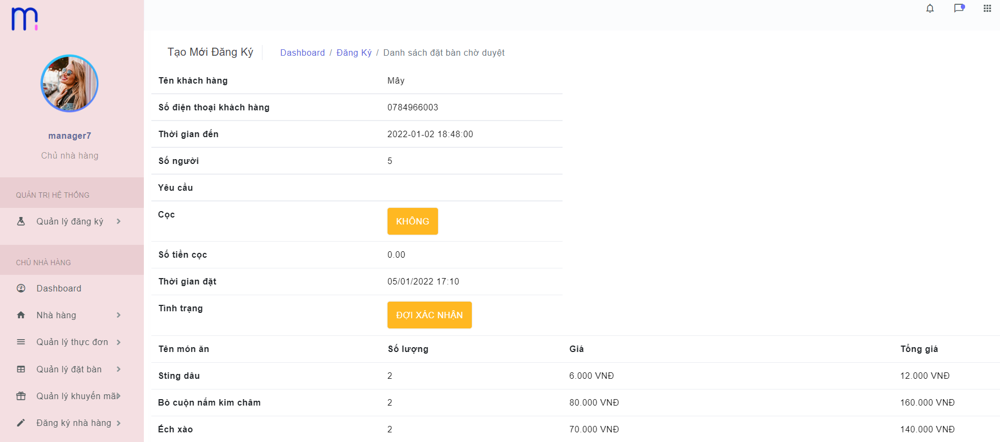 m
manager7
Chủ nhà hàng
QUẢN TRỊ HỆ THỐNG
Quản lý đăng ký
CHỦ NHÀ HÀNG
Dashboard
Nhà hàng
Quản lý thực đơn
Quản lý đặt bàn
Quản lý khuyến mãi
Đăng ký nhà hàng
Tạo Mới Đăng Ký
Dashboard / Đăng Ký / Danh sách đặt bàn chờ duyệt
Tên khách hàng Mây
Số điện thoại khách hàng 0784966003
Thời gian đến 2022-01-02 18:48:00
Số người 5
Yêu cầu
Cọc KHÔNG
Số tiền cọc 0.00
Thời gian đặt 05/01/2022 17:10
Tình trạng ĐỢI XÁC NHẬN
Tên món ăn Số lượng Giá Tổng giá
Sting dâu 2 6.000 VNĐ 12.000 VNĐ
Bò cuộn nấm kim châm 2 80.000 VNĐ 160.000 VNĐ
Ếch xào 2 70.000 VNĐ 140.000 VNĐ